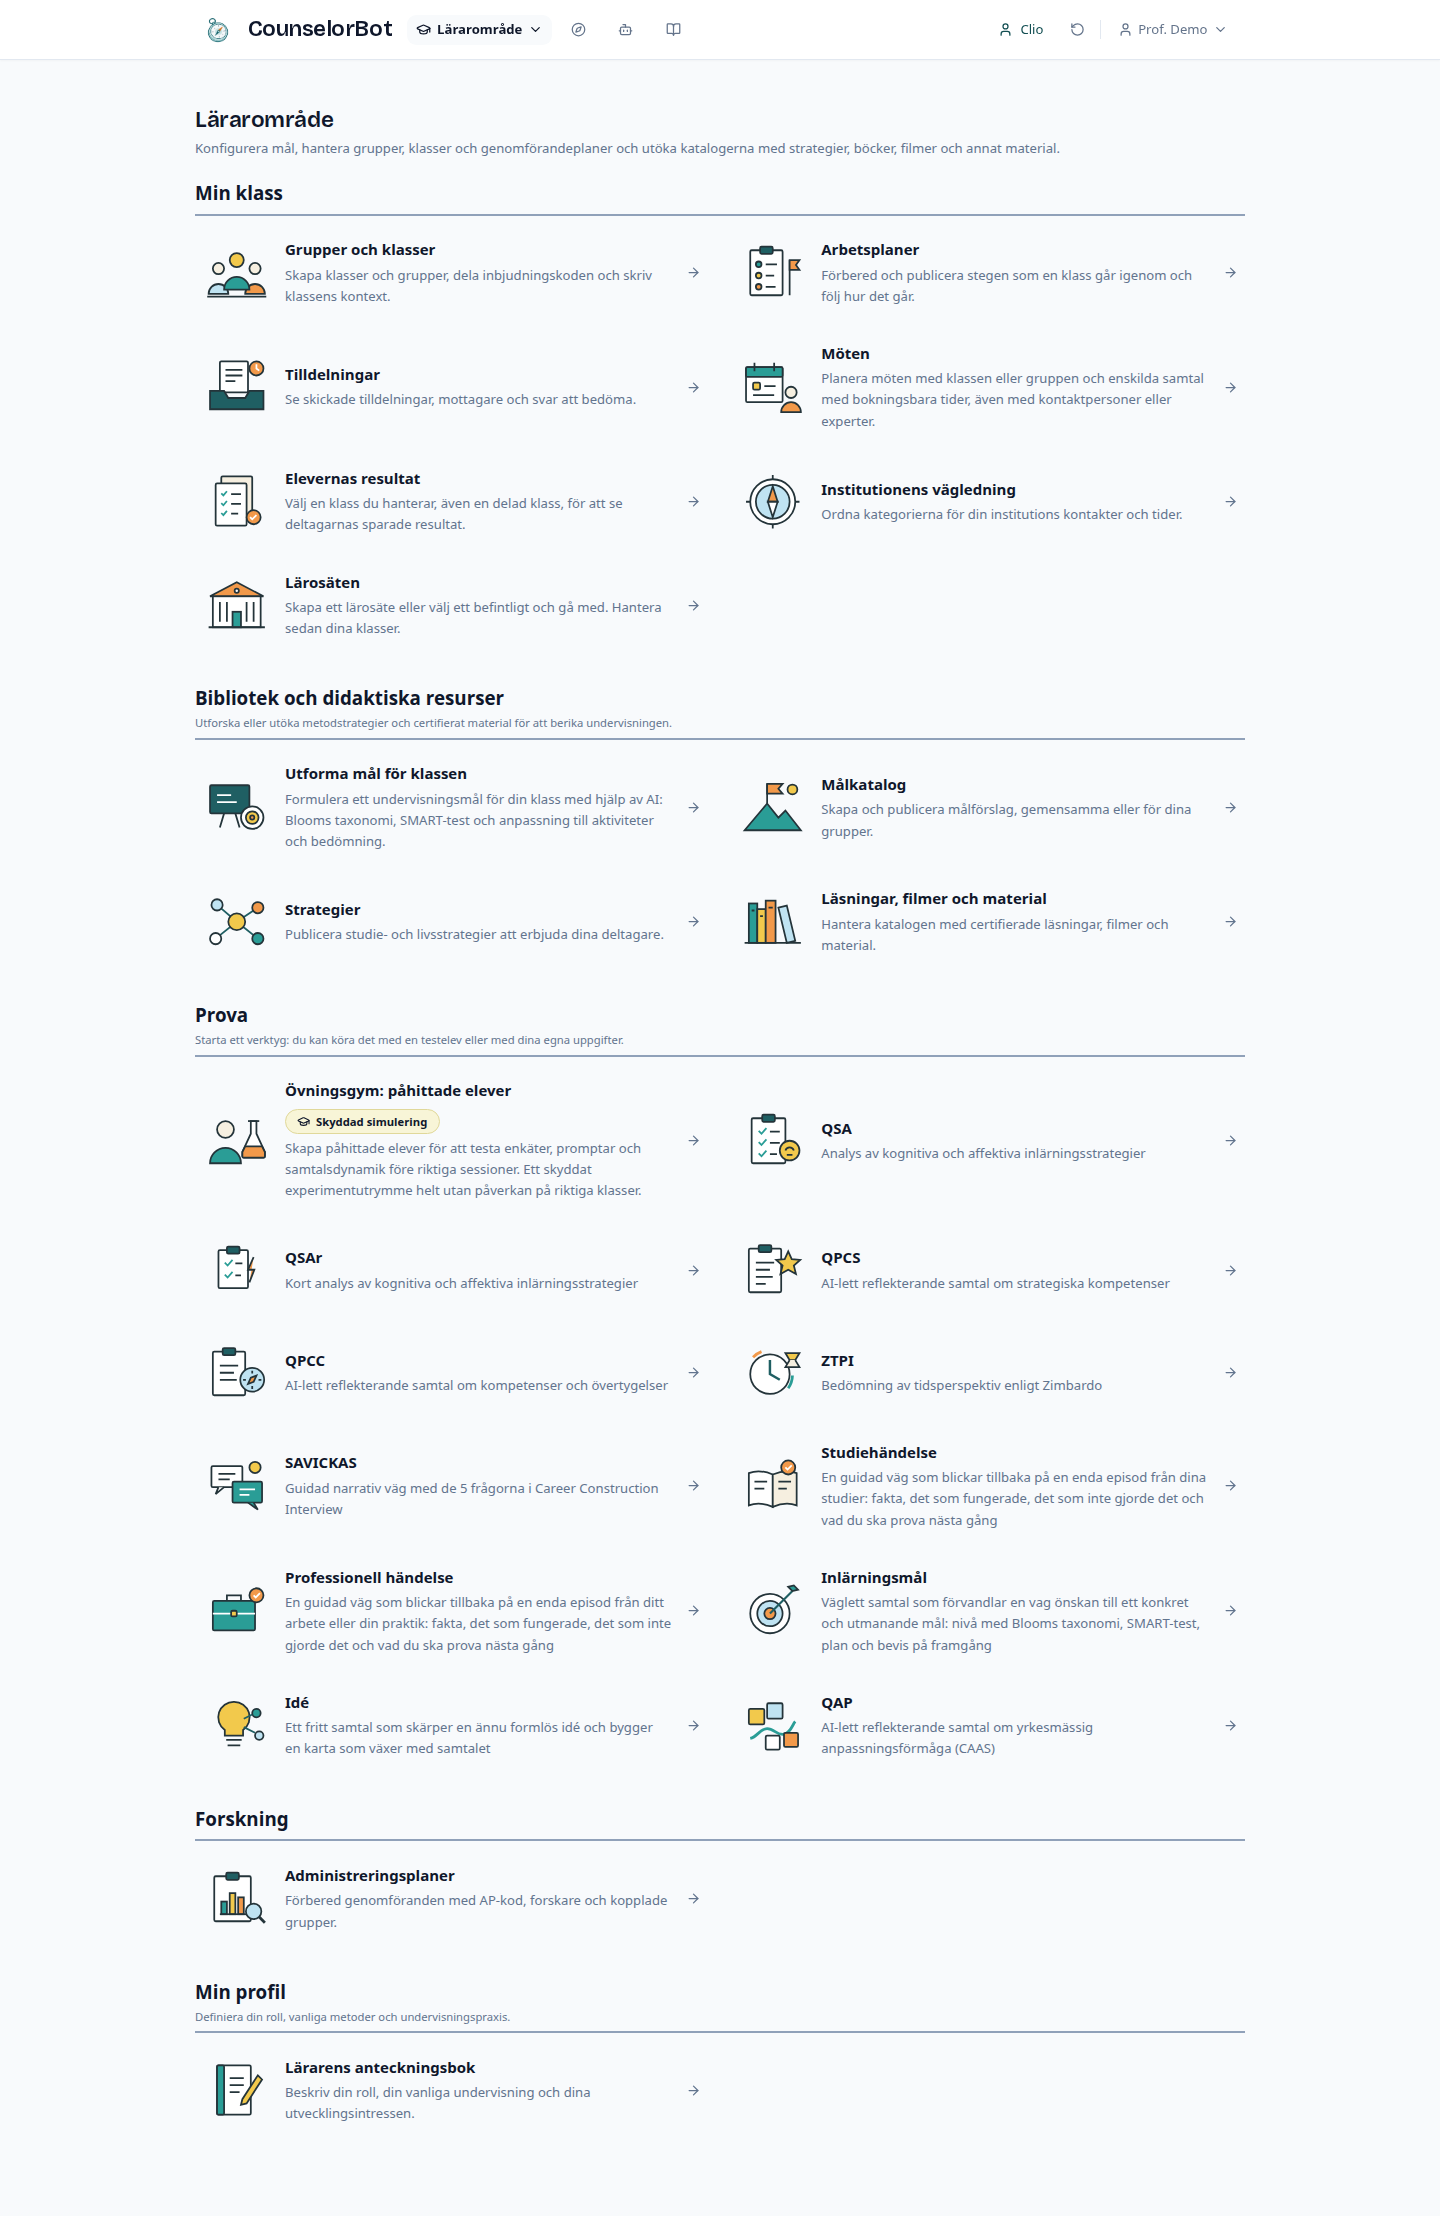 CounselorBot
Lärarområde
Clio
Prof. Demo
Lärarområde
Konfigurera mål, hantera grupper, klasser och genomförandeplaner och utöka katalogerna med strategier, böcker, filmer och annat material.
Min klass
Grupper och klasser
Skapa klasser och grupper, dela inbjudningskoden och skriv
klassens kontext.
Arbetsplaner
Förbered och publicera stegen som en klass går igenom och
följ hur det går.
Tilldelningar
Se skickade tilldelningar, mottagare och svar att bedöma.
Möten
Planera möten med klassen eller gruppen och enskilda samtal
med bokningsbara tider, även med kontaktpersoner eller
experter.
Elevernas resultat
Välj en klass du hanterar, även en delad klass, för att se
deltagarnas sparade resultat.
Institutionens vägledning
Ordna kategorierna för din institutions kontakter och tider.
Lärosäten
Skapa ett lärosäte eller välj ett befintligt och gå med. Hantera
sedan dina klasser.
Bibliotek och didaktiska resurser
Utforska eller utöka metodstrategier och certifierat material för att berika undervisningen.
Utforma mål för klassen
Formulera ett undervisningsmål för din klass med hjälp av AI:
Blooms taxonomi, SMART-test och anpassning till aktiviteter
och bedömning.
Målkatalog
Skapa och publicera målförslag, gemensamma eller för dina
grupper.
Strategier
Publicera studie- och livsstrategier att erbjuda dina deltagare.
Läsningar, filmer och material
Hantera katalogen med certifierade läsningar, filmer och
material.
Prova
Starta ett verktyg: du kan köra det med en testelev eller med dina egna uppgifter.
Övningsgym: påhittade elever
Skyddad simulering
Skapa påhittade elever för att testa enkäter, promptar och
samtalsdynamik före riktiga sessioner. Ett skyddat
experimentutrymme helt utan påverkan på riktiga klasser.
QSA
Analys av kognitiva och affektiva inlärningsstrategier
QSAr
Kort analys av kognitiva och affektiva inlärningsstrategier
QPCS
AI-lett reflekterande samtal om strategiska kompetenser
QPCC
AI-lett reflekterande samtal om kompetenser och övertygelser
ZTPI
Bedömning av tidsperspektiv enligt Zimbardo
SAVICKAS
Guidad narrativ väg med de 5 frågorna i Career Construction
Interview
Studiehändelse
En guidad väg som blickar tillbaka på en enda episod från dina
studier: fakta, det som fungerade, det som inte gjorde det och
vad du ska prova nästa gång
Professionell händelse
En guidad väg som blickar tillbaka på en enda episod från ditt
arbete eller din praktik: fakta, det som fungerade, det som inte
gjorde det och vad du ska prova nästa gång
Inlärningsmål
Väglett samtal som förvandlar en vag önskan till ett konkret
och utmanande mål: nivå med Blooms taxonomi, SMART-test,
plan och bevis på framgång
Idé
Ett fritt samtal som skärper en ännu formlös idé och bygger
en karta som växer med samtalet
QAP
AI-lett reflekterande samtal om yrkesmässig
anpassningsförmåga (CAAS)
Forskning
Administreringsplaner
Förbered genomföranden med AP-kod, forskare och kopplade
grupper.
Min profil
Definiera din roll, vanliga metoder och undervisningspraxis.
Lärarens anteckningsbok
Beskriv din roll, din vanliga undervisning och dina
utvecklingsintressen.